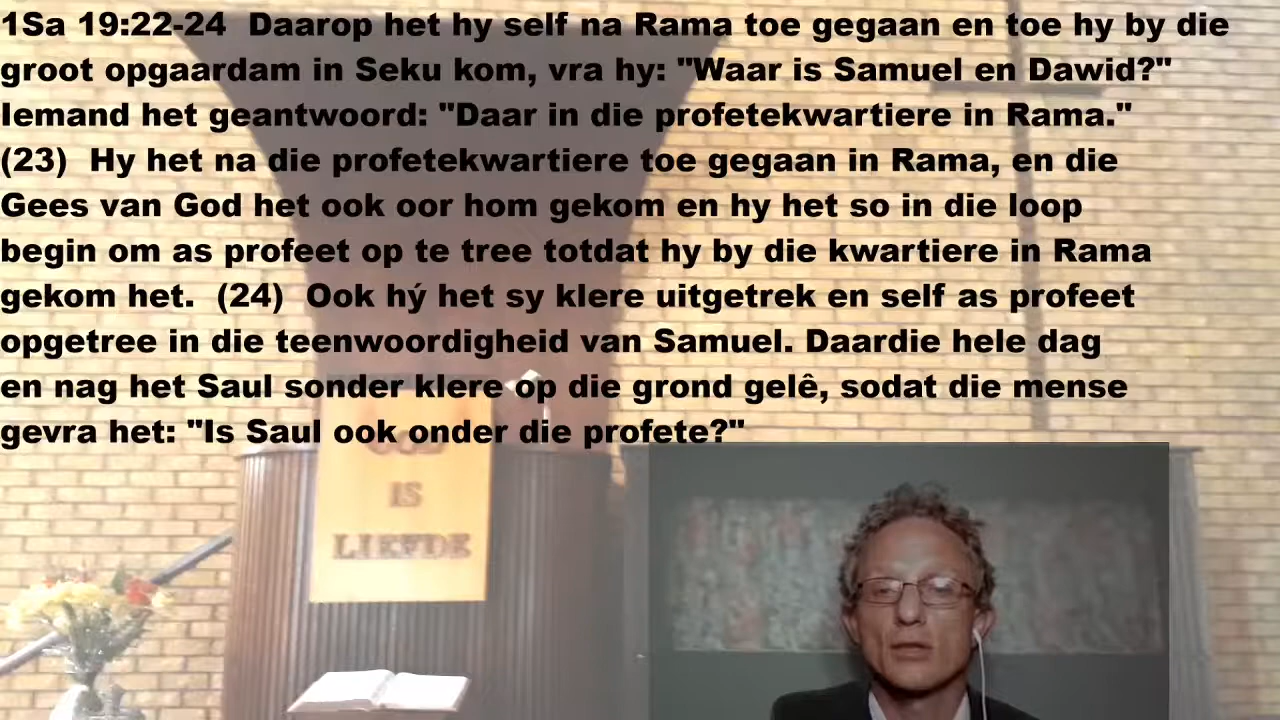 1Sa 19:22-24  Daarop het hy self na Rama toe gegaan en toe hy by die
groot opgaardam in Seku kom, vra hy: "Waar is Samuel en Dawid?"
Iemand het geantwoord: "Daar in die profetekwartiere in Rama."
(23)  Hy het na die profetekwartiere toe gegaan in Rama, en die
Gees van God het ook oor hom gekom en hy het so in die loop
begin om as profeet op te tree totdat hy by die kwartiere in Rama
gekom het.  (24)  Ook hý het sy klere uitgetrek en self as profeet
opgetree in die teenwoordigheid van Samuel. Daardie hele dag
en nag het Saul sonder klere op die grond gelê, sodat die mense
gevra het: "Is Saul ook onder die profete?"
GOD
IS
LIEFDE